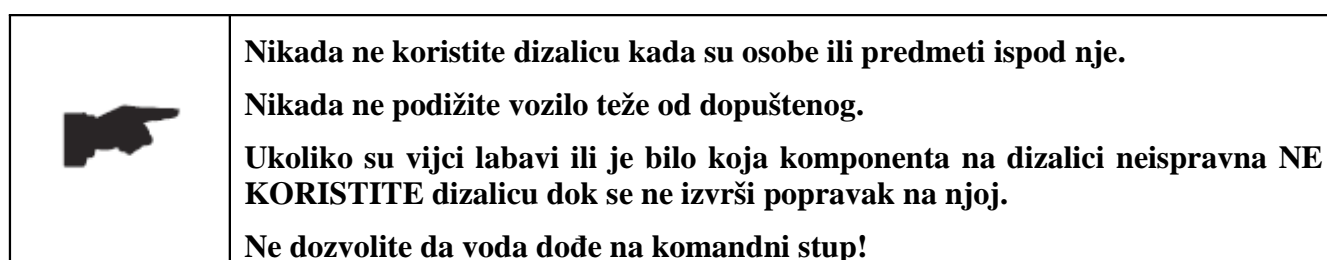 Nikada ne koristite dizalicu kada su osobe ili predmeti ispod nje.
Nikada ne podižite vozilo teže od dopuštenog.
Ukoliko su vijci labavi ili je bilo koja komponenta na dizalici neispravna NE
KORISTITE dizalicu dok se ne izvrši popravak na njoj.
Ne dozvolite da voda dođe na komandni stup!